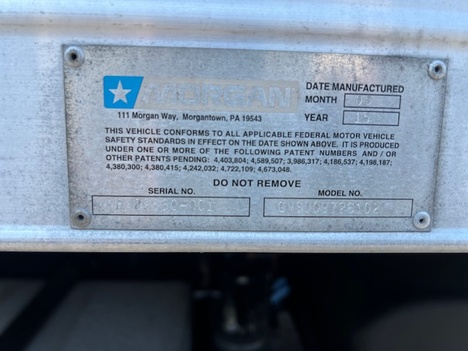 MORGAN
DATE MANUFACTURED
MONTH
YEAR
111 Morgan Way, Morgantown, PA 19543
THIS VEHICLE CONFORMS TO ALL APPLICABLE FEDERAL MOTOR VEHICLE
SAFETY STANDARDS IN EFFECT ON THE DATE SHOWN ABOVE. IT IS PRODUCED
UNDER ONE OR MORE OF THE FOLLOWING PATENT NUMBERS AND / OR
OTHER PATENTS PENDING: 4,403,804; 4,589,507; 3,986,317; 4,186,537; 4,198,187;
4,380,300; 4,380,415; 4,242,032; 4,722,109; 4,673,048.
DO NOT REMOVE
SERIAL NO.
MODEL NO.